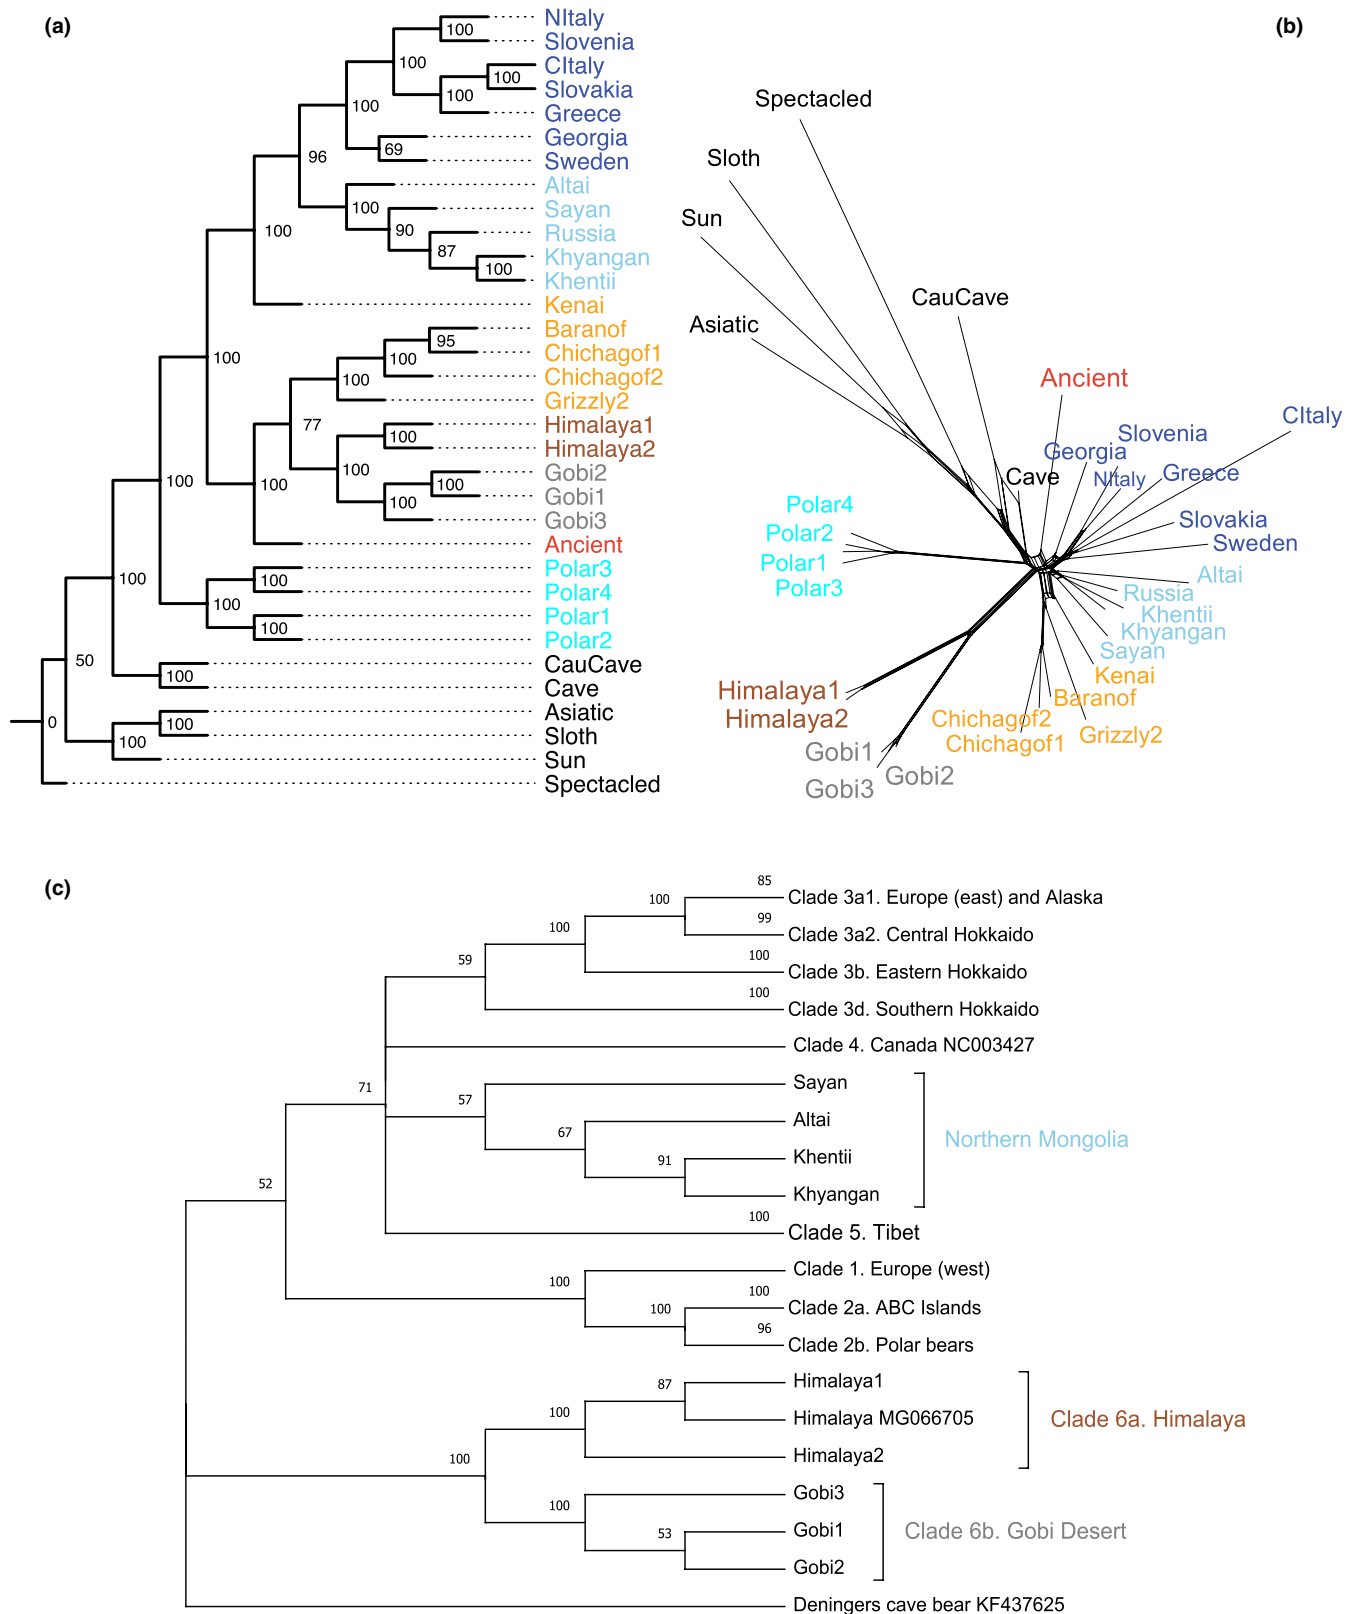 (a)
NItaly
100
Slovenia
100
CItaly
100
Slovakia
100
Greece
100
Georgia
69
Sweden
96
Altai
100
Sayan
90
Russia
87
Khyangan
100
Khentii
100
Kenai
100
Baranof
95
Chichagof1
100
Chichagof2
100
Grizzly2
77
Himalaya1
100
Himalaya2
100
Gobi2
100
Gobi1
100
Gobi3
100
Ancient
100
Polar3
100
Polar4
100
Polar1
100
Polar2
100
CauCave
100
Cave
50
Asiatic
100
Sloth
100
Sun
0
Spectacled
(b)
Spectacled
Sloth
Sun
CauCave
Asiatic
Ancient
CItaly
Slovenia
Georgia
Cave
NItaly
Greece
Polar4
Slovakia
Polar2
Sweden
Polar1
Altai
Polar3
Russia
Khentii
Khyangan
Sayan
Kenai
Himalaya1
Baranof
Himalaya2
Chichagof2
Grizzly2
Chichagof1
Gobi1
Gobi2
Gobi3
(c)
85
Clade 3a1. Europe (east) and Alaska
100
99
Clade 3a2. Central Hokkaido
100
100
Clade 3b. Eastern Hokkaido
59
100
Clade 3d. Southern Hokkaido
Clade 4. Canada NC003427
71
Sayan
57
Altai
67
Northern Mongolia
Khentii
91
Khyangan
52
100
Clade 5. Tibet
Clade 1. Europe (west)
100
100
Clade 2a. ABC Islands
100
96
Clade 2b. Polar bears
Himalaya1
87
Himalaya MG066705
100
Clade 6a. Himalaya
Himalaya2
100
Gobi3
100
Gobi1
53
Clade 6b. Gobi Desert
Gobi2
Deningers cave bear KF437625